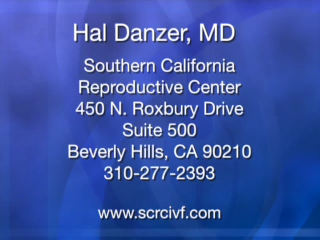 Hal Danzer, MD
Southern California
Reproductive Center
450 N. Roxbury Drive
Suite 500
Beverly Hills, CA 90210
310-277-2393
www.scrcivf.com